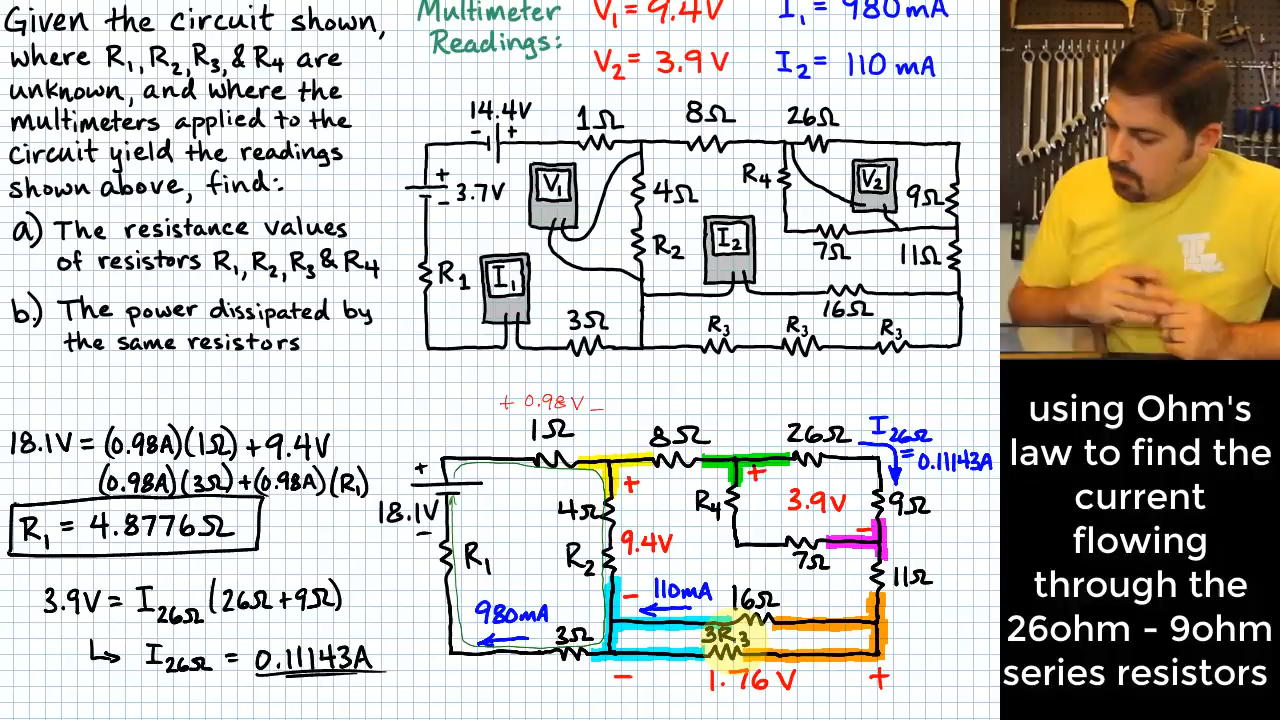 Given the circuit shown,
where R₁, R₂, R₃, & R₄ are
unknown, and where the
multimeters applied to the
circuit yield the readings
shown above, find:
a) The resistance values
of resistors R₁, R₂, R₃ & R₄
b.) The power dissipated by
the same resistors
Multimeter
Readings:
V₁ = 9.4V
I₁ = 980mA
V₂ = 3.9V
I₂ = 110 mA
14.4V
- +
1Ω
8Ω
26Ω
+
3.7V
-
V₁
4Ω
R₄
V₂
9Ω
R₂
I₂
7Ω
11Ω
R₁
I₁
16Ω
3Ω
R₃
R₃
R₃
18.1V = (0.98A)(1Ω) + 9.4V
(0.98A)(3Ω) + (0.98A)(R₁)
R₁ = 4.8776Ω
3.9V = I₂₆Ω (26Ω + 9Ω)
↳ I₂₆Ω = 0.11143A
+ 0.98V -
1Ω
8Ω
26Ω
I₂₆Ω
= 0.11143A
+
18.1V
-
+
4Ω
+
R₄
3.9V
9Ω
9.4V
-
R₁
R₂
7Ω
11Ω
-
110mA
16Ω
980mA
3Ω
3R₃
-
1.76V
+
using Ohm's
law to find the
current
flowing
through the
26ohm - 9ohm
series resistors